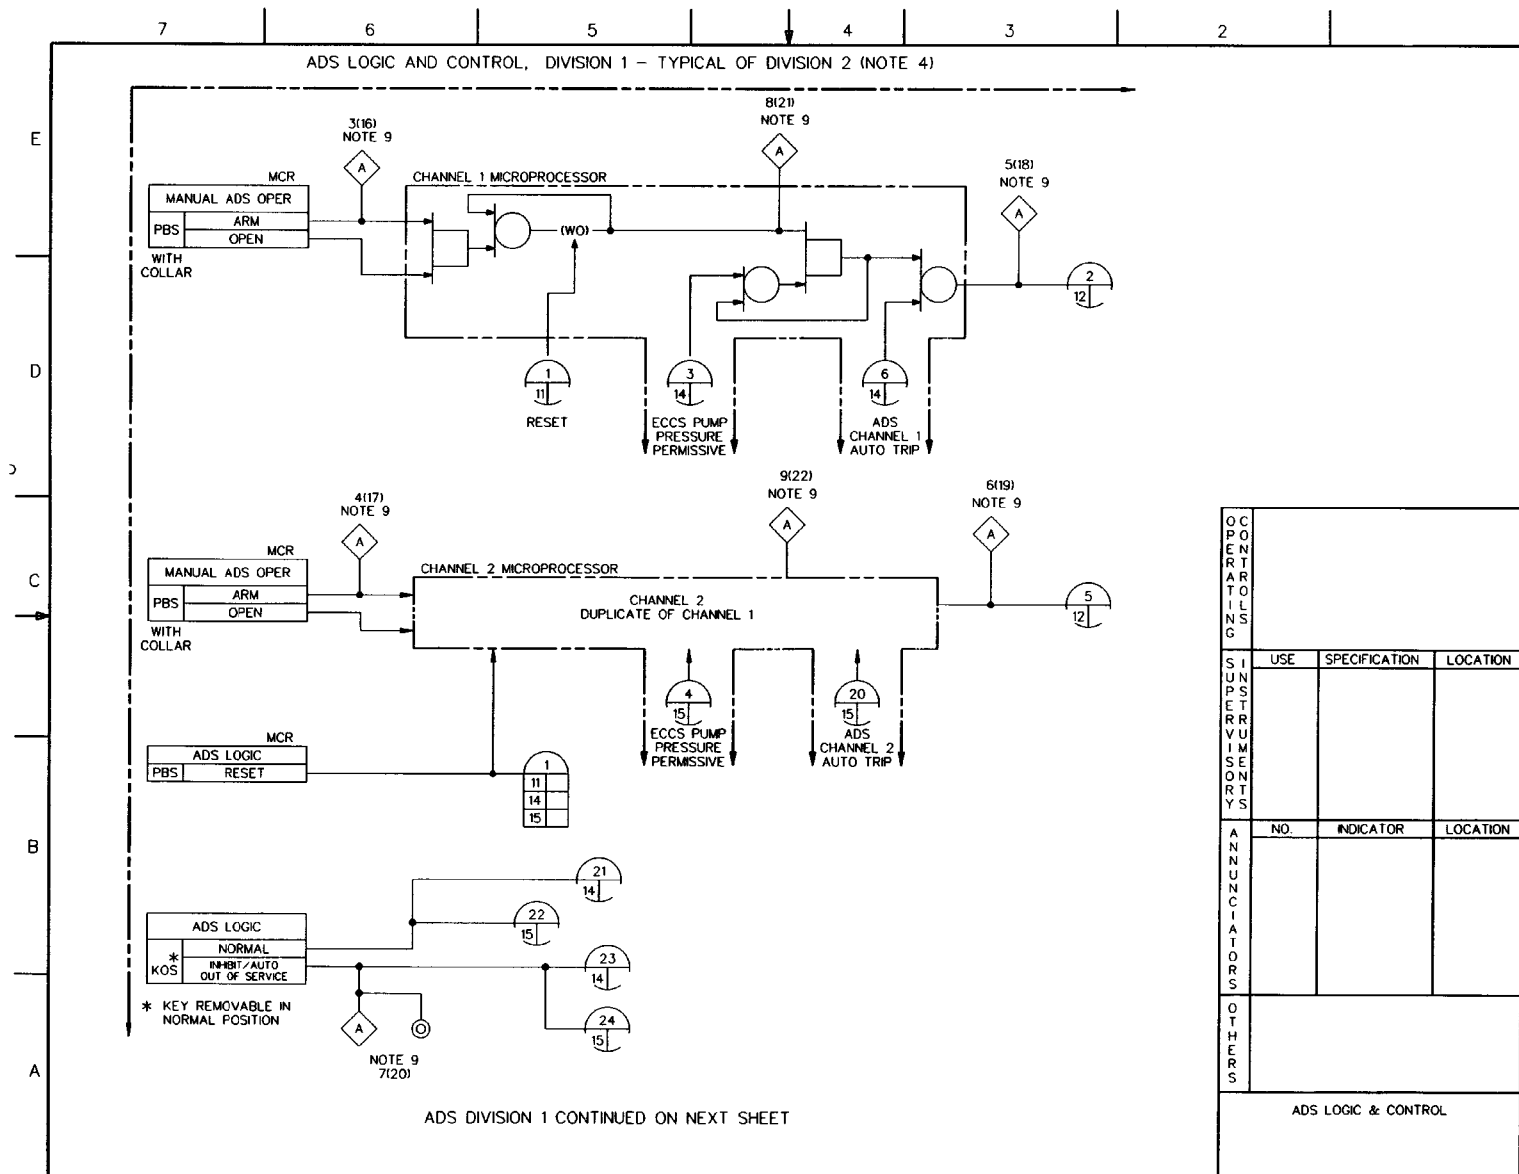 7 6 5 4 3 2
ADS LOGIC AND CONTROL, DIVISION 1 - TYPICAL OF DIVISION 2 (NOTE 4)
E
D
C
B
A
3(16)
NOTE 9
A
8(21)
NOTE 9
A
5(18)
NOTE 9
A
MCR
MANUAL ADS OPER
PBS
ARM
OPEN
WITH
COLLAR
CHANNEL 1 MICROPROCESSOR
(WO)
2
12
1
11
RESET
3
14
ECCS PUMP
PRESSURE
PERMISSIVE
6
14
ADS
CHANNEL 1
AUTO TRIP
4(17)
NOTE 9
A
9(22)
NOTE 9
A
6(19)
NOTE 9
A
MCR
MANUAL ADS OPER
PBS
ARM
OPEN
WITH
COLLAR
CHANNEL 2 MICROPROCESSOR
CHANNEL 2
DUPLICATE OF CHANNEL 1
5
12
4
15
ECCS PUMP
PRESSURE
PERMISSIVE
20
15
ADS
CHANNEL 2
AUTO TRIP
MCR
ADS LOGIC
PBS
RESET
1
11
14
15
21
14
22
15
ADS LOGIC
*
KOS
NORMAL
INHIBIT/AUTO
OUT OF SERVICE
23
14
24
15
* KEY REMOVABLE IN
NORMAL POSITION
A
NOTE 9
7(20)
ADS DIVISION 1 CONTINUED ON NEXT SHEET
OPERATING
CONTROLS
SUPERVISORY
INSTRUMENTS
USE SPECIFICATION LOCATION
ANNUNCIATORS
NO. INDICATOR LOCATION
OTHERS
ADS LOGIC & CONTROL